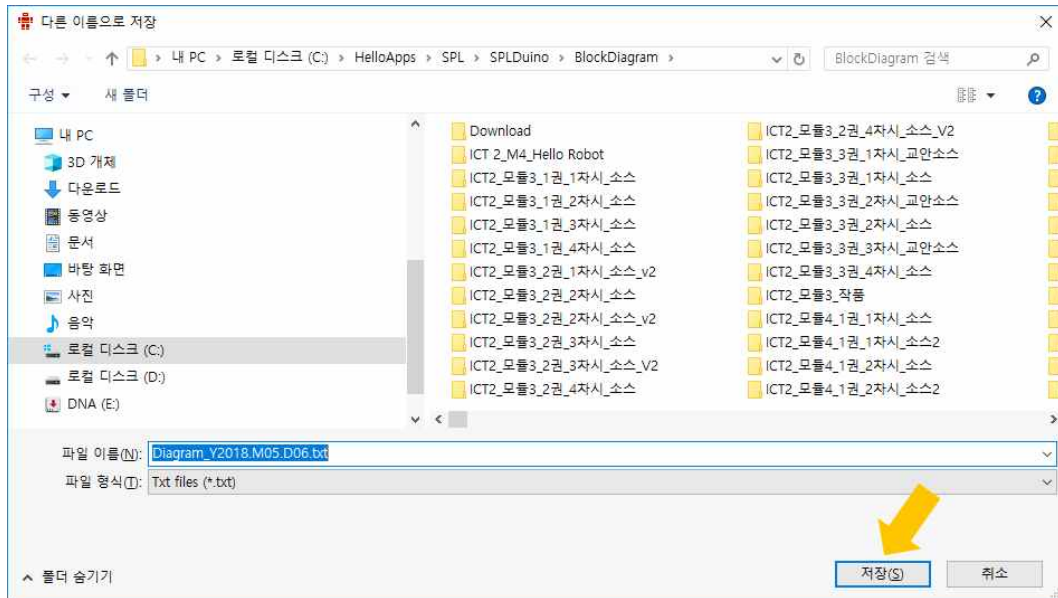 다른 이름으로 저장
내 PC > 로컬 디스크 (C:) > HelloApps > SPL > SPLDuino > BlockDiagram >
BlockDiagram 검색
구성
새 폴더
내 PC
3D 개체
다운로드
동영상
문서
바탕 화면
사진
음악
로컬 디스크 (C:)
로컬 디스크 (D:)
DNA (E:)
Download
ICT 2_M4_Hello Robot
ICT2_모듈3_1권_1차시_소스
ICT2_모듈3_1권_2차시_소스
ICT2_모듈3_1권_3차시_소스
ICT2_모듈3_1권_4차시_소스
ICT2_모듈3_2권_1차시_소스_v2
ICT2_모듈3_2권_2차시_소스
ICT2_모듈3_2권_2차시_소스_v2
ICT2_모듈3_2권_3차시_소스
ICT2_모듈3_2권_3차시_소스_V2
ICT2_모듈3_2권_4차시_소스
ICT2_모듈3_2권_4차시_소스_V2
ICT2_모듈3_3권_1차시_교안소스
ICT2_모듈3_3권_1차시_소스
ICT2_모듈3_3권_2차시_교안소스
ICT2_모듈3_3권_2차시_소스
ICT2_모듈3_3권_3차시_교안소스
ICT2_모듈3_3권_4차시_소스
ICT2_모듈3_작품
ICT2_모듈4_1권_1차시_소스
ICT2_모듈4_1권_1차시_소스2
ICT2_모듈4_1권_2차시_소스
ICT2_모듈4_1권_2차시_소스2
파일 이름(N): Diagram_Y2018.M05.D06.txt
파일 형식(T): Txt files (*.txt)
폴더 숨기기
저장(S)
취소